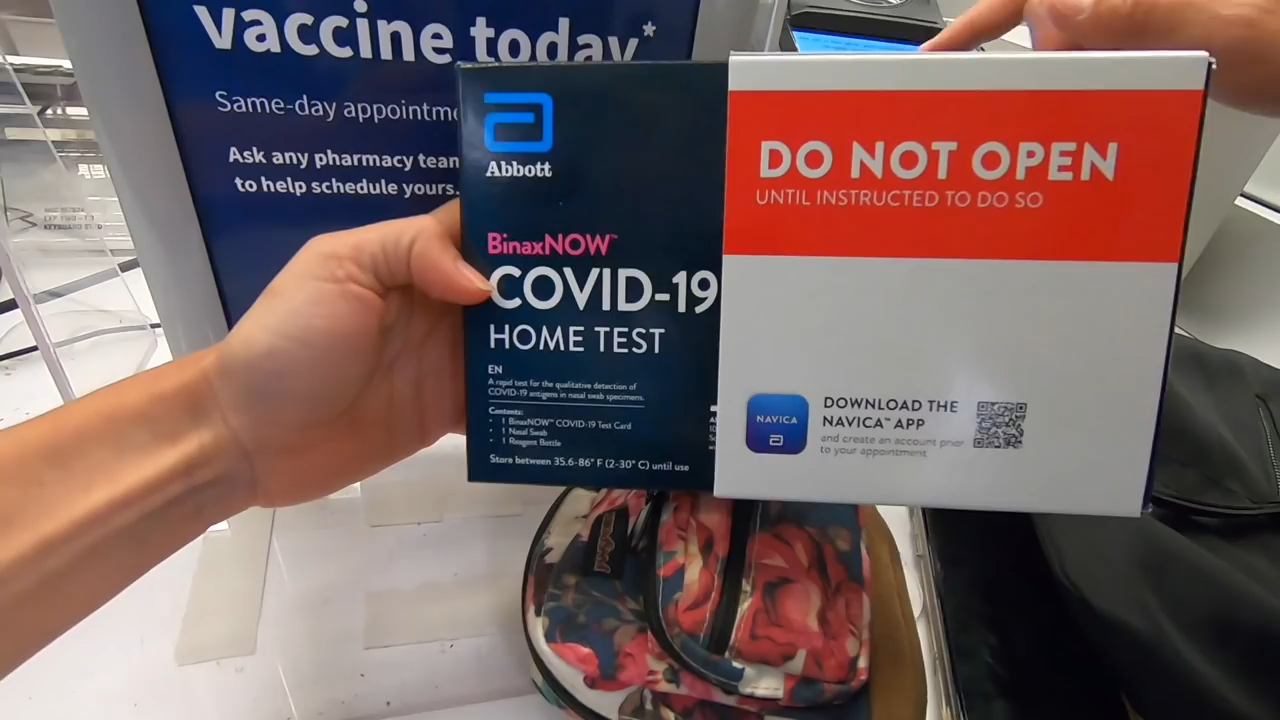 vaccine today*
Same-day appointme
Ask any pharmacy team
to help schedule yours.
Abbott
BinaxNOW™
COVID-19
HOME TEST
EN
A rapid test for the qualitative detection of
COVID-19 antigens in nasal swab specimens.
Contents:
• 1 BinaxNOW™ COVID-19 Test Card
• 1 Nasal Swab
• 1 Reagent Bottle
Store between 35.6-86° F (2-30° C) until use
DO NOT OPEN
UNTIL INSTRUCTED TO DO SO
NAVICA
DOWNLOAD THE
NAVICA™ APP
and create an account prior
to your appointment
JANSPORT